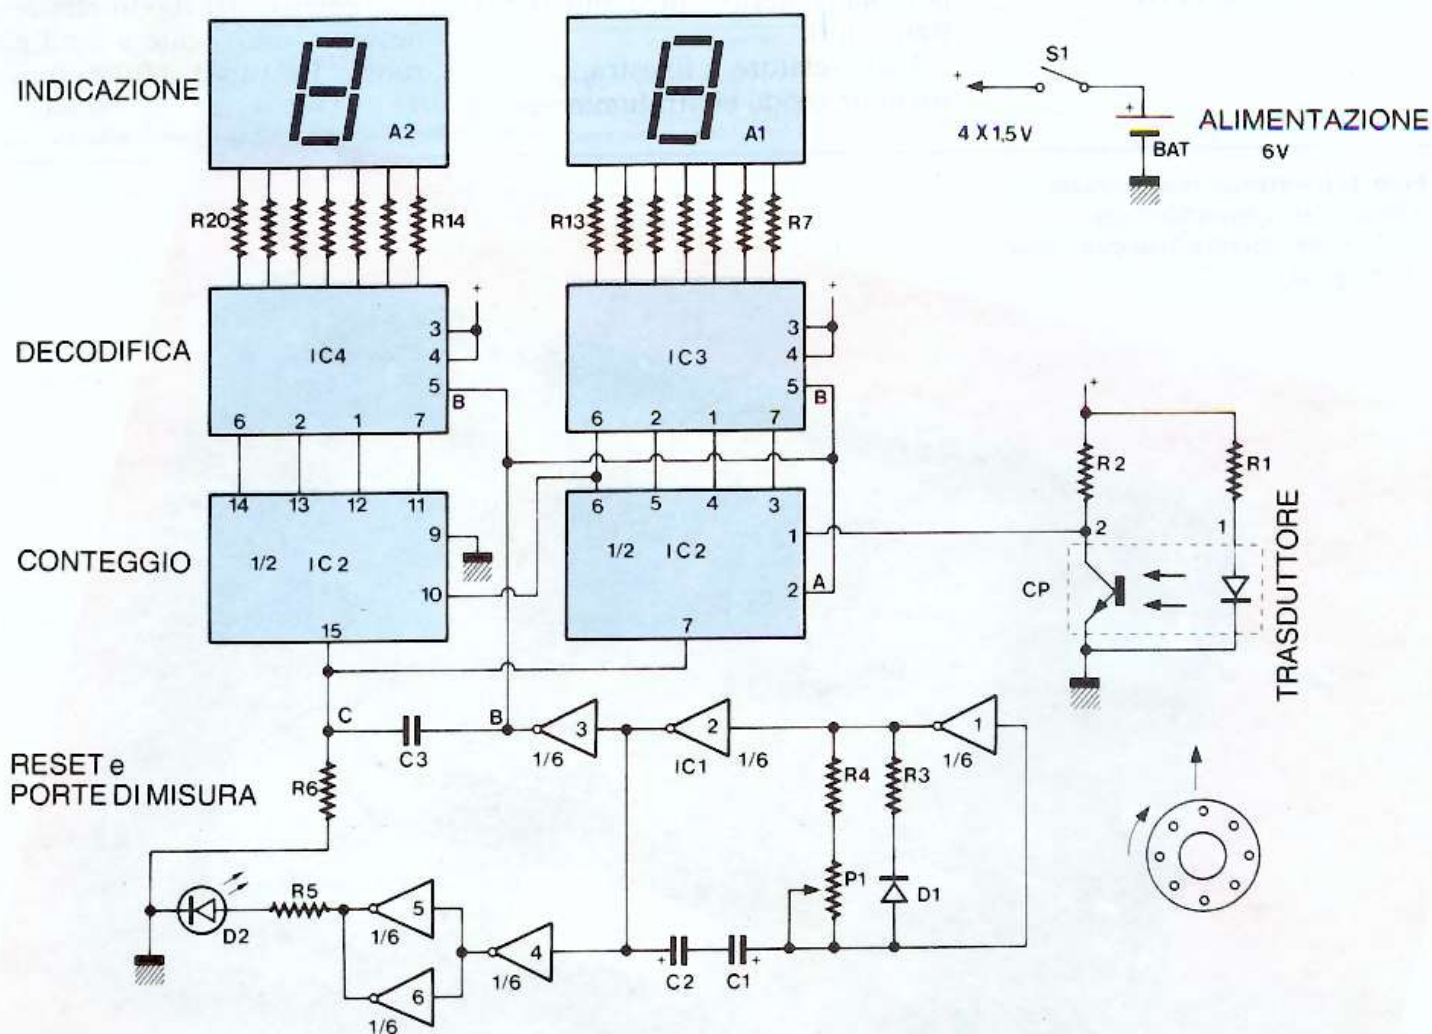 INDICAZIONE
A2
A1
S1
+
4 X 1,5 V
+
BAT
ALIMENTAZIONE
6V
R20
R14
R13
R7
DECODIFICA
IC4
+
3
4
5
B
6 2 1 7
IC3
+
3
4
5
B
6 2 1 7
CONTEGGIO
14 13 12 11
1/2 IC2
9
10
15
6 5 4 3
1/2 IC2
1
2
A
7
+
R2
R1
2
1
CP
TRASDUTTORE
RESET e
PORTE DI MISURA
C
C3
B
3
1/6
2
IC1
1/6
1
1/6
R6
R4
R3
P1
D1
D2
R5
5
1/6
6
1/6
4
1/6
+
C2
C1
+